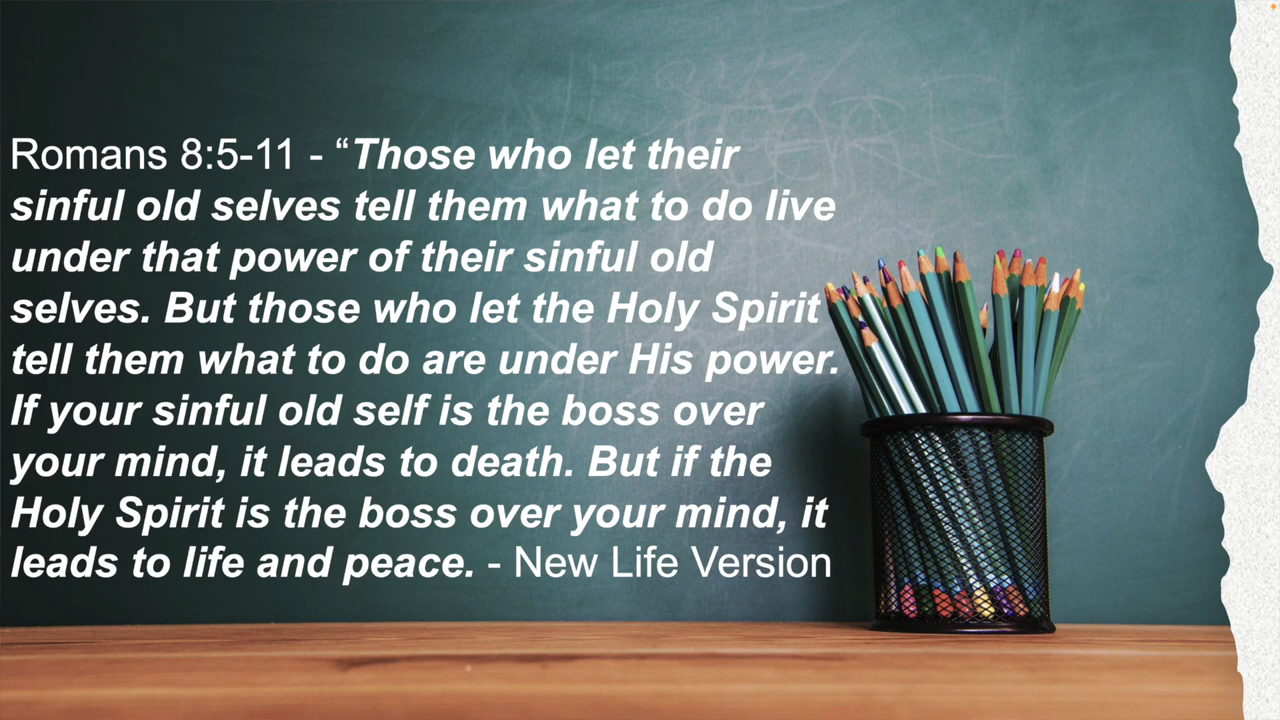 Romans 8:5-11 - “Those who let their
sinful old selves tell them what to do live
under that power of their sinful old
selves. But those who let the Holy Spirit
tell them what to do are under His power.
If your sinful old self is the boss over
your mind, it leads to death. But if the
Holy Spirit is the boss over your mind, it
leads to life and peace. - New Life Version